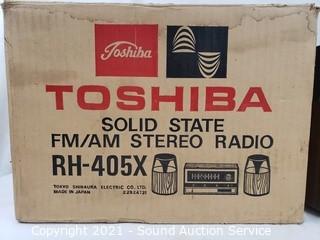 Toshiba
TOSHIBA
SOLID STATE
FM/AM STEREO RADIO
RH-405X
TOKYO SHIBAURA ELECTRIC CO., LTD.
MADE IN JAPAN 22924721
Copyright 2021 - Sound Auction Service